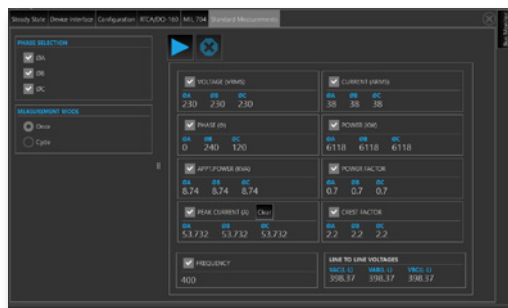 Steady State Device Interface Configuration RTCA/DO-160 MIL 704 Standard Measurements
PHASE SELECTION
ØA
ØB
ØC
MEASUREMENT MODE
Once
Cyclic
VOLTAGE (VRMS)
ØA ØB ØC
230 230 230
CURRENT (ARMS)
ØA ØB ØC
38 38 38
PHASE (θ)
ØA ØB ØC
0 240 120
POWER (KW)
ØA ØB ØC
6118 6118 6118
APPT.POWER (KVA)
ØA ØB ØC
8.74 8.74 8.74
POWER FACTOR
ØA ØB ØC
0.7 0.7 0.7
PEAK CURRENT (A) Clear
ØA ØB ØC
53.732 53.732 53.732
CREST FACTOR
ØA ØB ØC
2.2 2.2 2.2
FREQUENCY
400
LINE TO LINE VOLTAGES
398.37 398.37 398.37